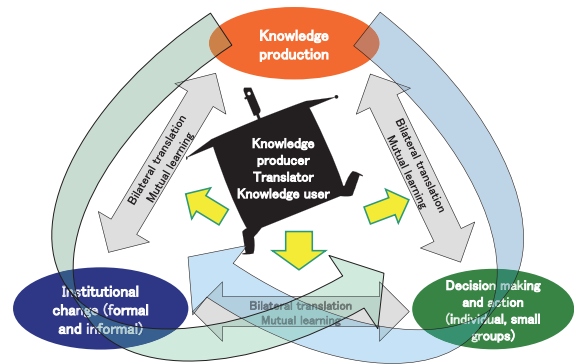 Knowledge
production
Bilateral translation
Mutual learning
Bilateral translation
Mutual learning
Knowledge
producer
Translator
Knowledge user
Institutional
change (formal
and informal)
Bilateral translation
Mutual learning
Decision making
and action
(individual, small
groups)